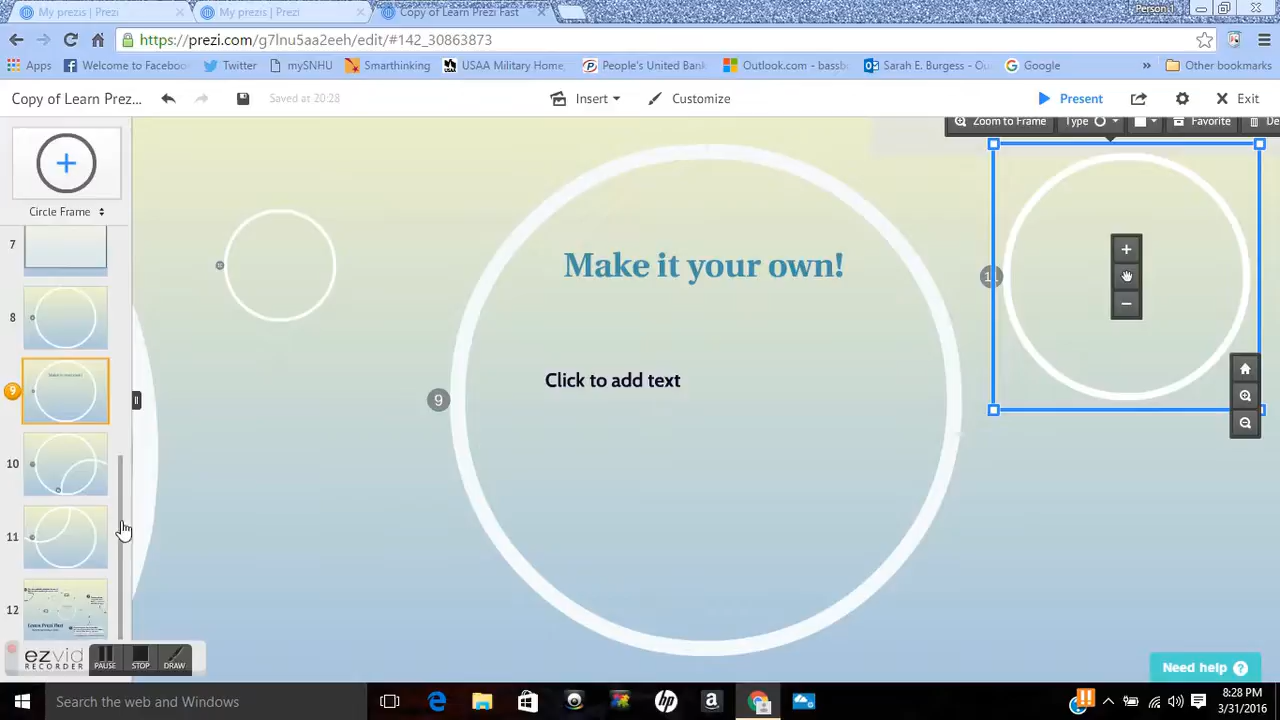 My prezis | Prezi
My prezis | Prezi
Copy of Learn Prezi Fast
Person 1
https://prezi.com/g7lnu5aa2eeh/edit/#142_30863873
Apps
Welcome to Faceboo
Twitter
mySNHU
Smarthinking
USAA Military Home,
People's United Bank
Outlook.com - bassb
Sarah E. Burgess - Ou
Google
»
Other bookmarks
Copy of Learn Prez...
Saved at 20:28
Insert
Customize
Present
Exit
Zoom to Frame
Type
Favorite
De
Circle Frame
7
8
9
10
11
12
Make it your own!
Click to add text
9
ezvid
RECORDER
PAUSE
STOP
DRAW
Need help ?
Search the web and Windows
8:28 PM
3/31/2016